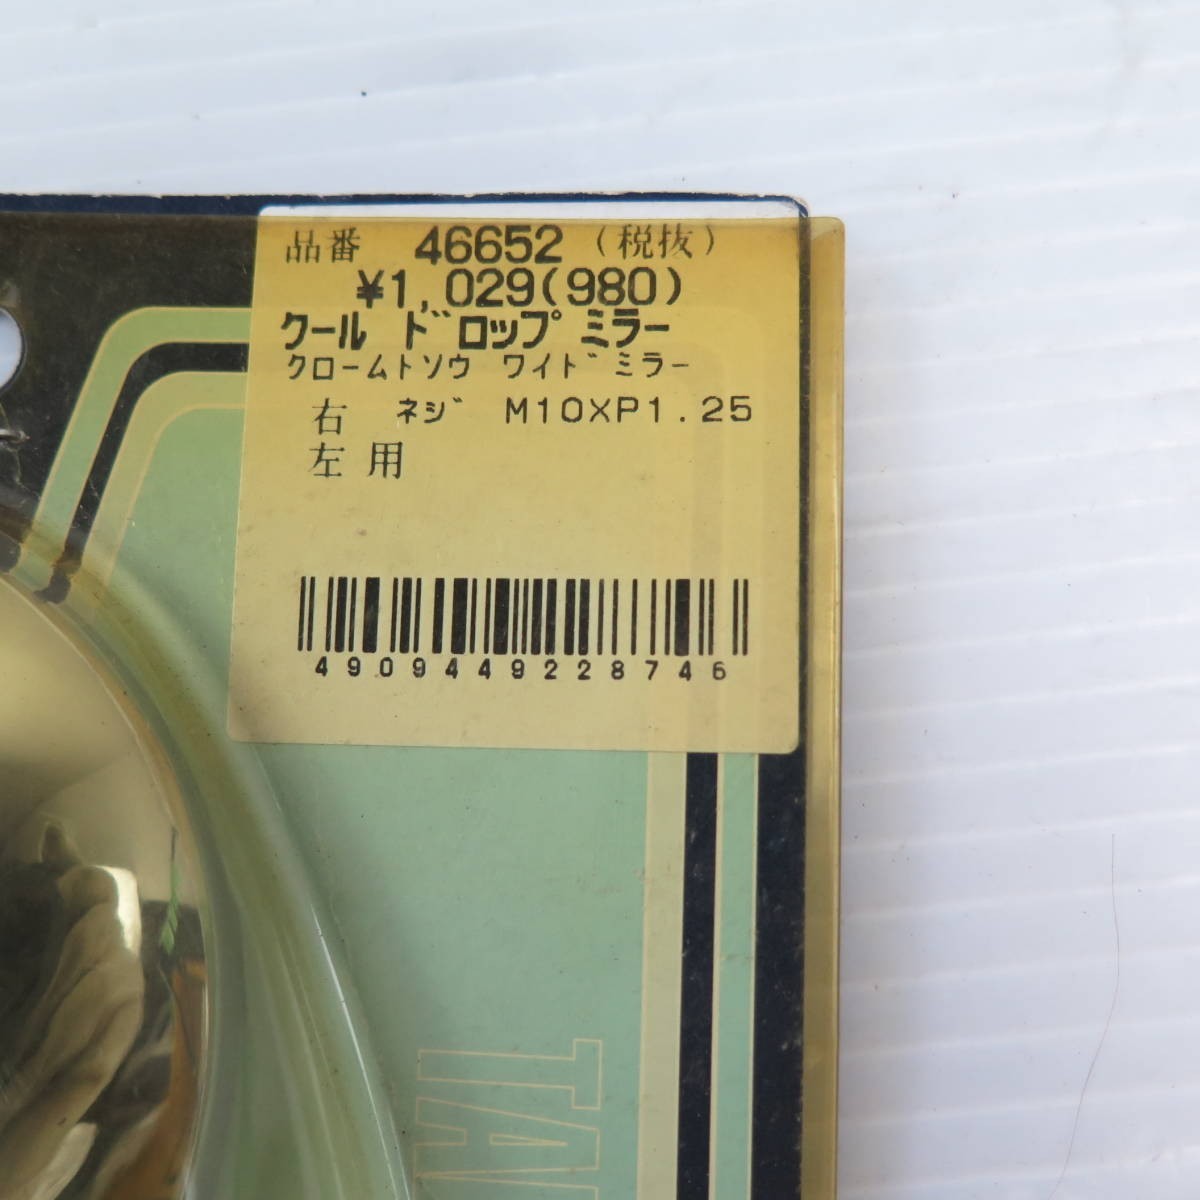 品番 46652 (税抜)
¥1,029(980)
クール ドロップミラー
クロームトソウ ワイドミラー
右 ネジ M10XP1.25
左用
4909449228746
TA